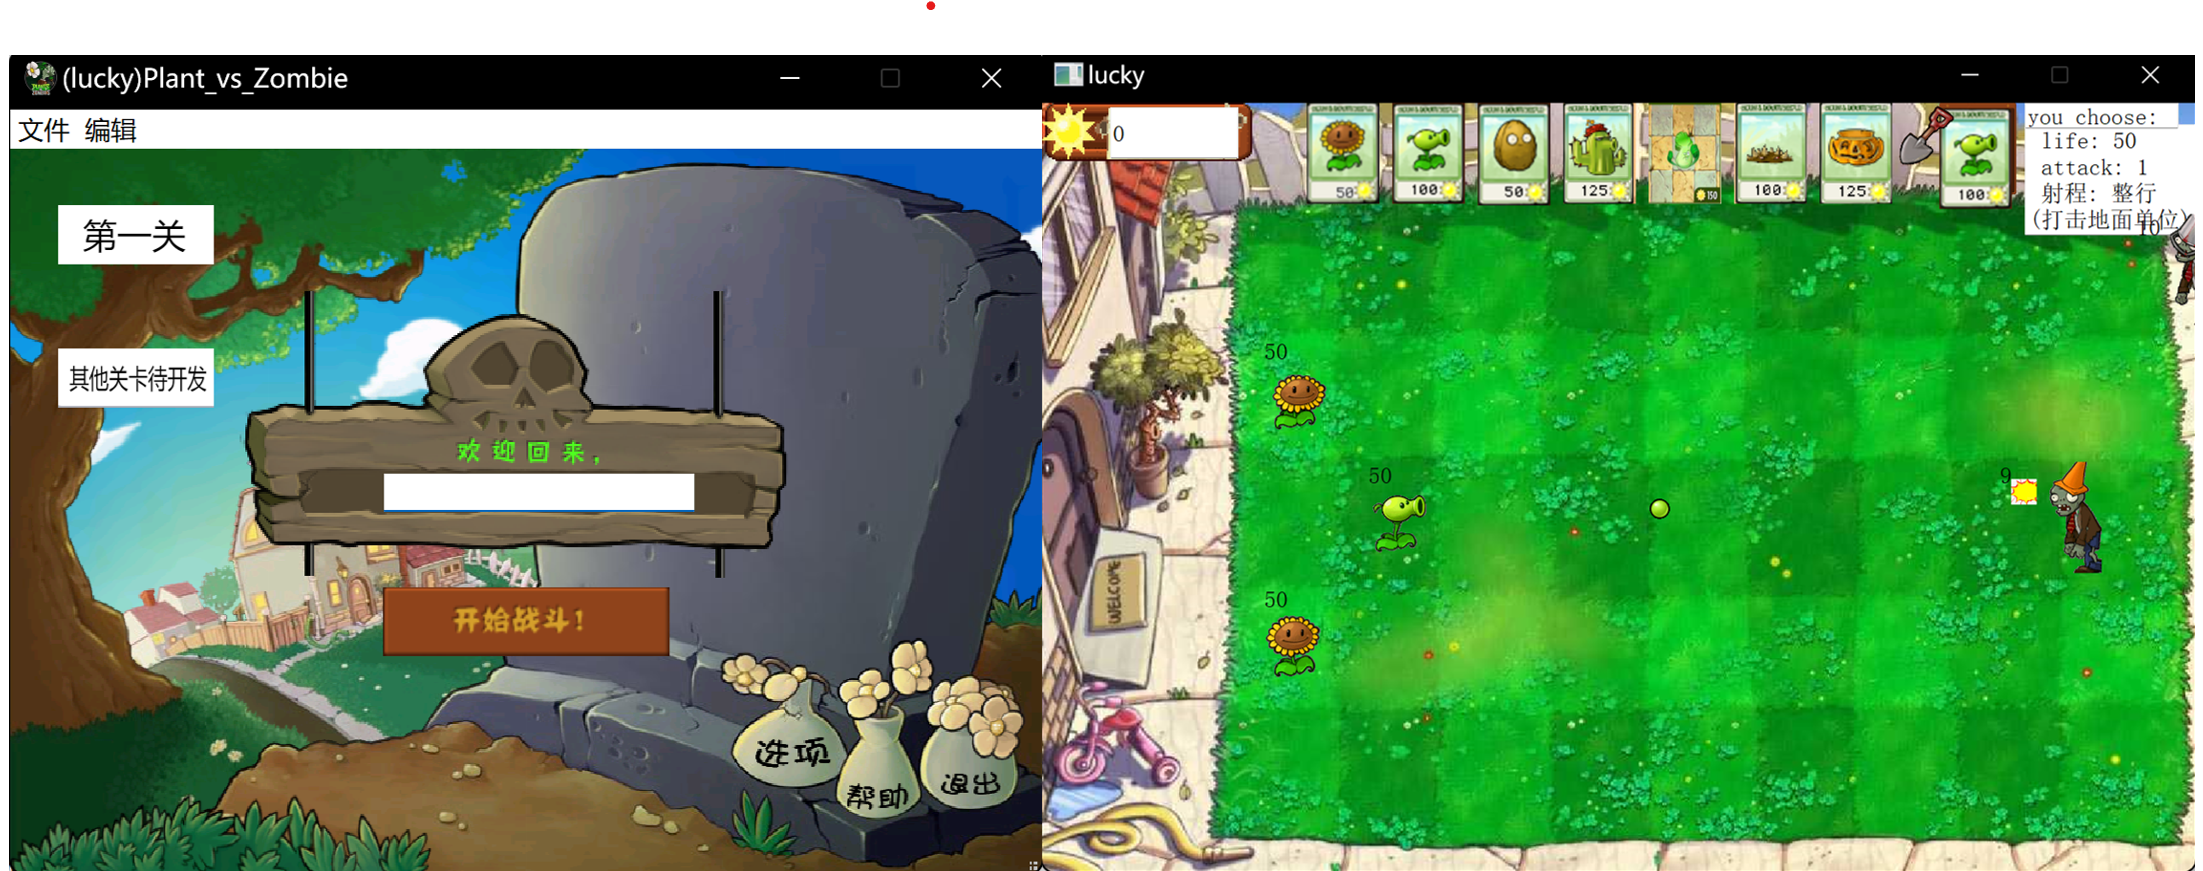 (lucky)Plant_vs_Zombie
文件 编辑
第一关
其他关卡待开发
欢迎回来，
开始战斗！
选项
帮助
退出
lucky
0
50
100
50
125
150
100
125
100
you choose:
life: 50
attack: 1
射程: 整行
(打击地面单位)
10
50
50
9
50
WELCOME